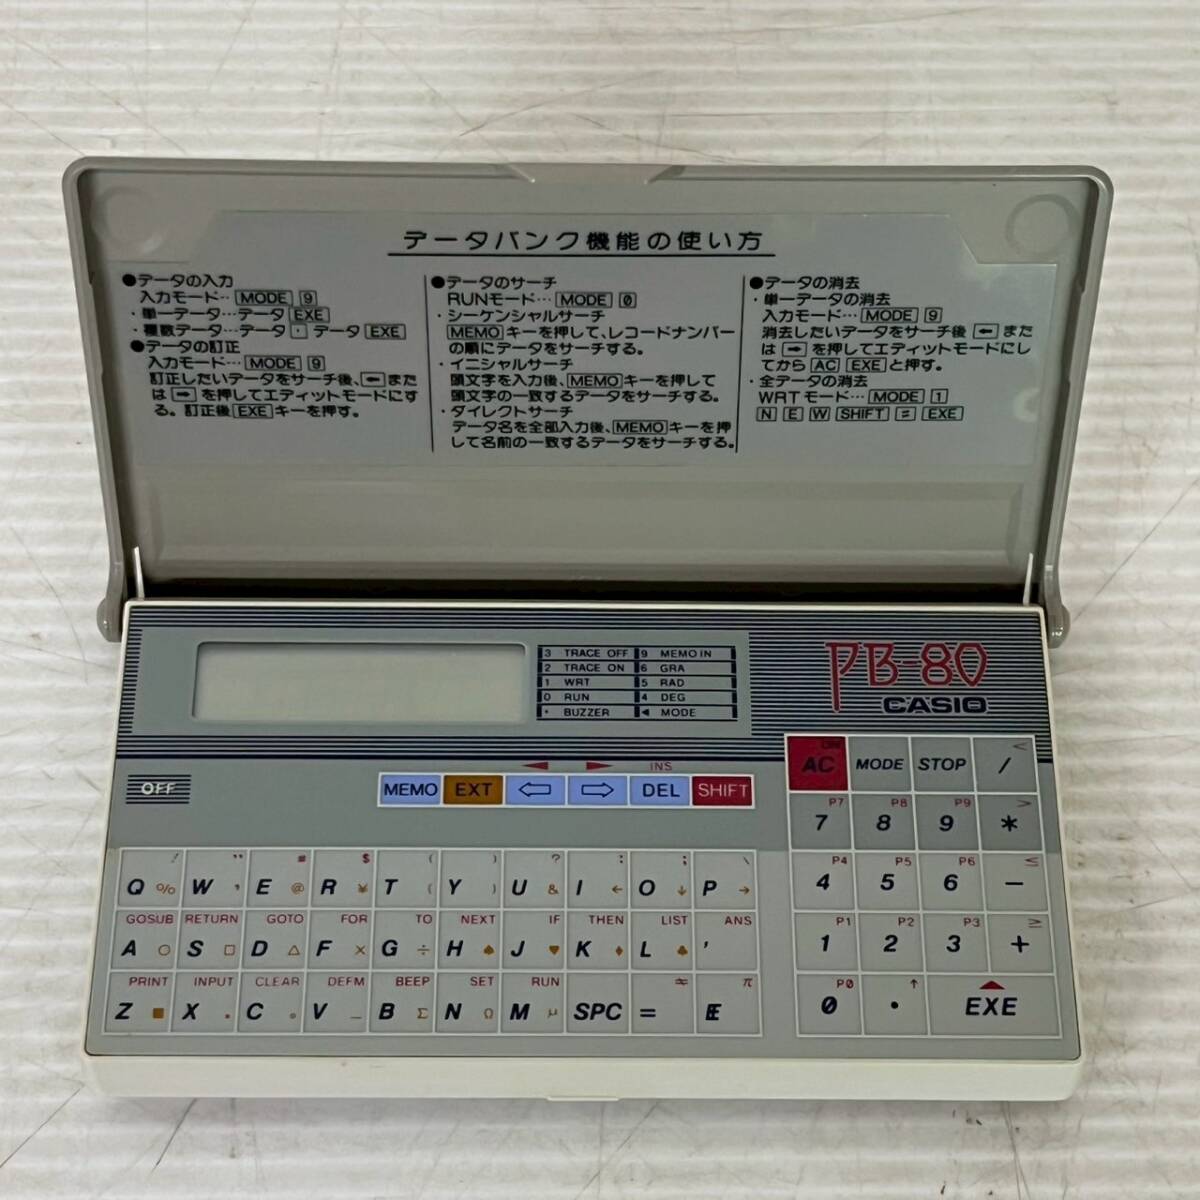 データバンク機能の使い方
●データの入力
入力モード… MODE 9
・単一データ…データ EXE
・複数データ…データ , データ EXE
●データの訂正
入力モード… MODE 9
訂正したいデータをサーチ後、← また
は → を押してエディットモードにす
る。訂正後 EXE キーを押す。
●データのサーチ
RUNモード… MODE 0
・シーケンシャルサーチ
MEMO キーを押して、レコードナンバー
の順にデータをサーチする。
・イニシャルサーチ
頭文字を入力後、MEMO キーを押して
頭文字の一致するデータをサーチする。
・ダイレクトサーチ
データ名を全部入力後、MEMO キーを押
して名前の一致するデータをサーチする。
●データの消去
・単一データの消去
入力モード… MODE 9
消去したいデータをサーチ後 ← また
は → を押してエディットモードにし
てから AC EXE と押す。
・全データの消去
WRTモード… MODE 1
N E W SHIFT = EXE
3 TRACE OFF 9 MEMO IN
2 TRACE ON 6 GRA
1 WRT 5 RAD
0 RUN 4 DEG
• BUZZER ◀ MODE
PB-80
CASIO
OFF
◀ ▶ INS
MEMO EXT ⇦ ⇨ DEL SHIFT
ON <
AC MODE STOP /
P7 P8 P9 >
7 8 9 *
P4 P5 P6 ≤
4 5 6 −
P1 P2 P3 ≥
1 2 3 +
P0 ↑ ▲
0 • EXE
! " # $ ( ) ? : ; \
Q % W ' E @ R ¥ T ( Y ) U & I ← O ↓ P →
GOSUB RETURN GOTO FOR TO NEXT IF THEN LIST ANS
A ○ S □ D △ F × G ÷ H ♠ J ♥ K ♦ L ♣ ,
PRINT INPUT CLEAR DEFM BEEP SET RUN ≠ π
Z ■ X • C ° V _ B Σ N Ω M μ SPC = E